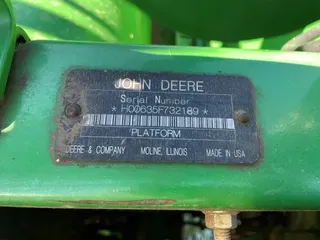 JOHN DEERE
Serial Number
* H00635F732189 *
PLATFORM
DEERE & COMPANY MOLINE, ILLINOIS MADE IN USA